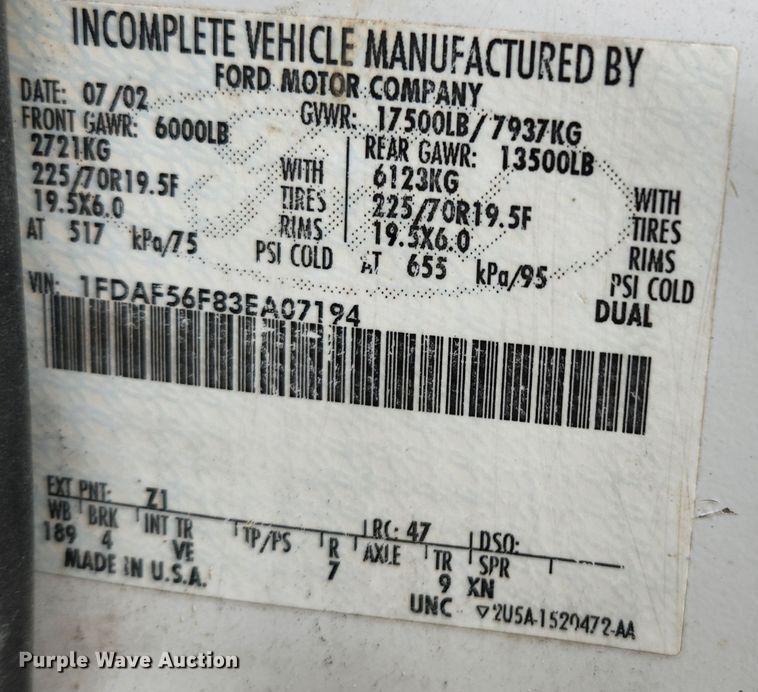 INCOMPLETE VEHICLE MANUFACTURED BY
FORD MOTOR COMPANY
DATE: 07/02 GVWR: 17500LB/7937KG
FRONT GAWR: 6000LB REAR GAWR: 13500LB
2721KG WITH 6123KG WITH
225/70R19.5F TIRES 225/70R19.5F TIRES
19.5X6.0 RIMS 19.5X6.0 RIMS
AT 517 kPa/75 PSI COLD AT 655 kPa/95 PSI COLD
DUAL
VIN: 1FDAF56F83EA07194
EXT PNT: Z1 RC: 47 DSO:
WB BRK INT TR TP/PS R AXLE TR SPR
189 4 VE 7 9 XN
MADE IN U.S.A. UNC 2U5A-1520472-AA
Purple Wave Auction